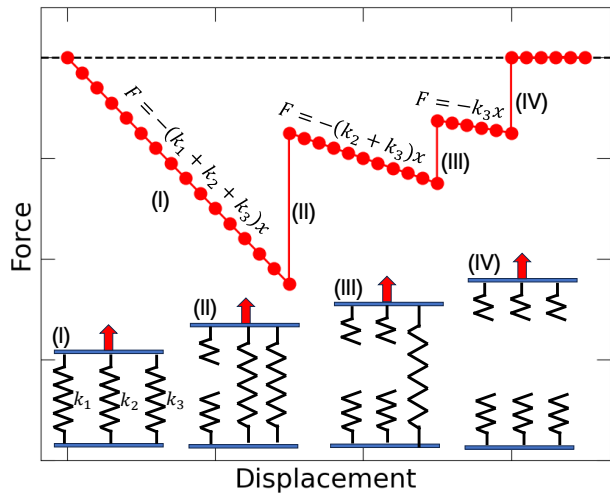 F = −(k₁ + k₂ + k₃)x
(I)
(II)
F = −(k₂ + k₃)x
(III)
F = −k₃x
(IV)
Force
(I)
k₁
k₂
k₃
(II)
(III)
(IV)
Displacement